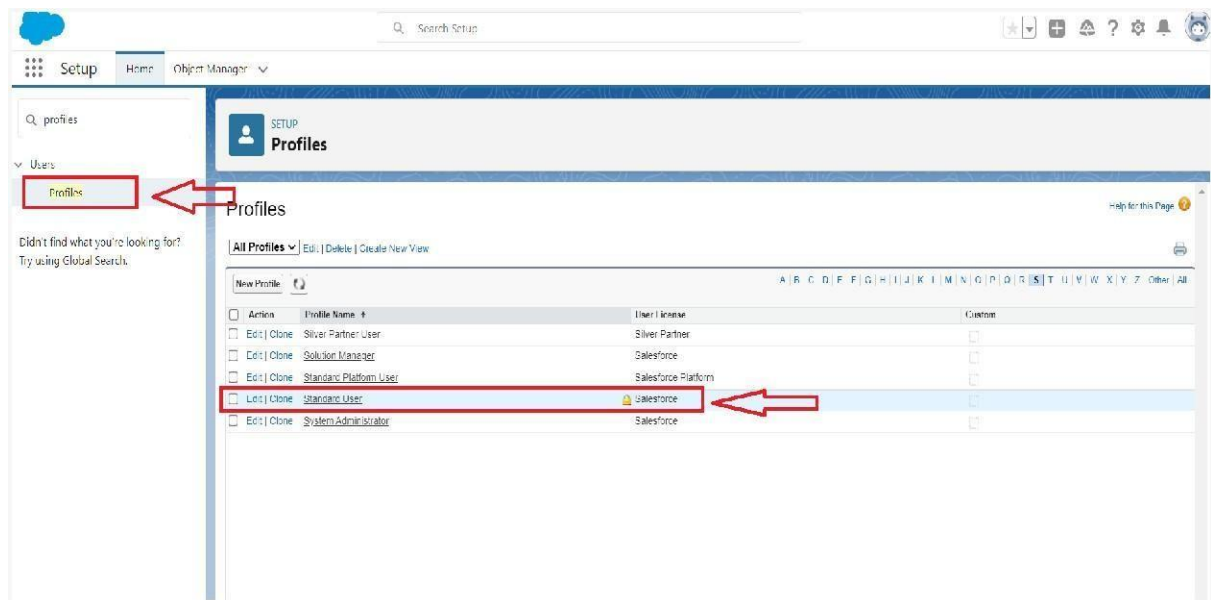 Search Setup
Setup Home Object Manager
profiles
Users
Profiles
Didn't find what you're looking for?
Try using Global Search.
SETUP
Profiles
Profiles
Help for this Page ?
All Profiles Edit | Delete | Create New View
New Profile
A | B | C | D | E | F | G | H | I | J | K | L | M | N | O | P | Q | R | S | T | U | V | W | X | Y | Z | Other | All
Action Profile Name User License Custom
Edit | Clone Silver Partner User Silver Partner
Edit | Clone Solution Manager Salesforce
Edit | Clone Standard Platform User Salesforce Platform
Edit | Clone Standard User Salesforce
Edit | Clone System Administrator Salesforce